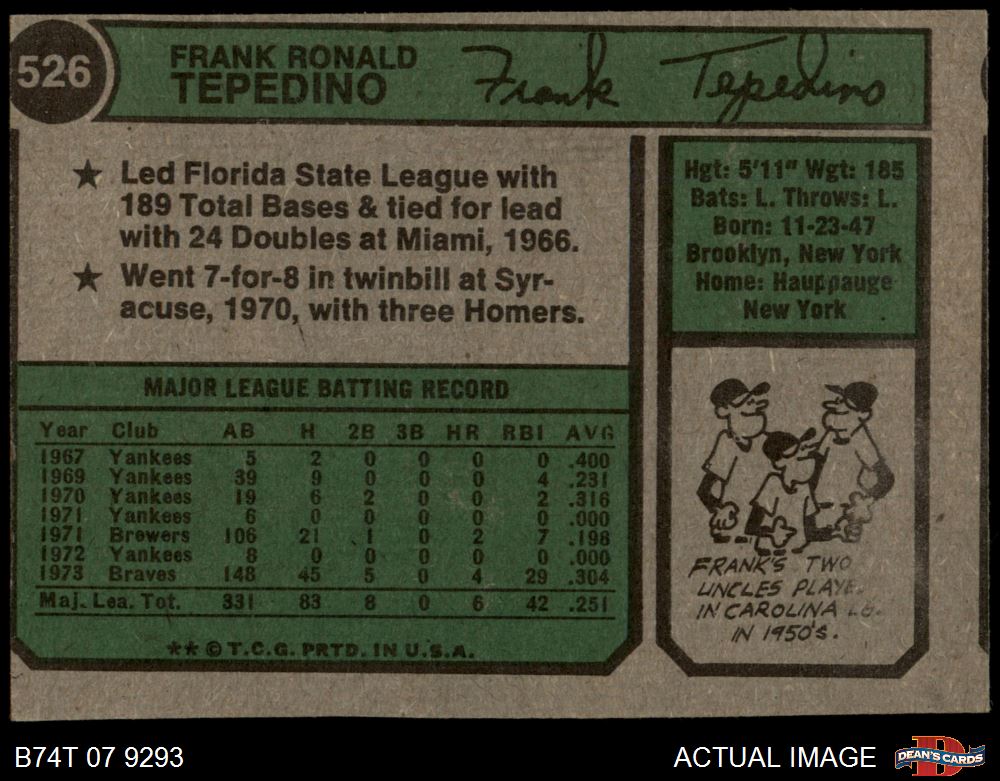 526
FRANK RONALD
TEPEDINO
Frank Tepedino
★ Led Florida State League with
189 Total Bases & tied for lead
with 24 Doubles at Miami, 1966.
★ Went 7-for-8 in twinbill at Syr-
acuse, 1970, with three Homers.
Hgt: 5'11" Wgt: 185
Bats: L. Throws: L.
Born: 11-23-47
Brooklyn, New York
Home: Hauppauge
New York
MAJOR LEAGUE BATTING RECORD
Year Club AB H 2B 3B HR RBI AVG
1967 Yankees 5 2 0 0 0 0 .400
1969 Yankees 39 9 0 0 0 4 .231
1970 Yankees 19 6 2 0 0 2 .316
1971 Yankees 6 0 0 0 0 0 .000
1971 Brewers 106 21 1 0 2 7 .198
1972 Yankees 8 0 0 0 0 0 .000
1973 Braves 148 45 5 0 4 29 .304
Maj. Lea. Tot. 331 83 8 0 6 42 .251
** © T.C.G. PRTD. IN U.S.A.
FRANK'S TWO
UNCLES PLAYE
IN CAROLINA
IN 1950'S.
B74T 07 9293
ACTUAL IMAGE
D
DEAN'S CARDS